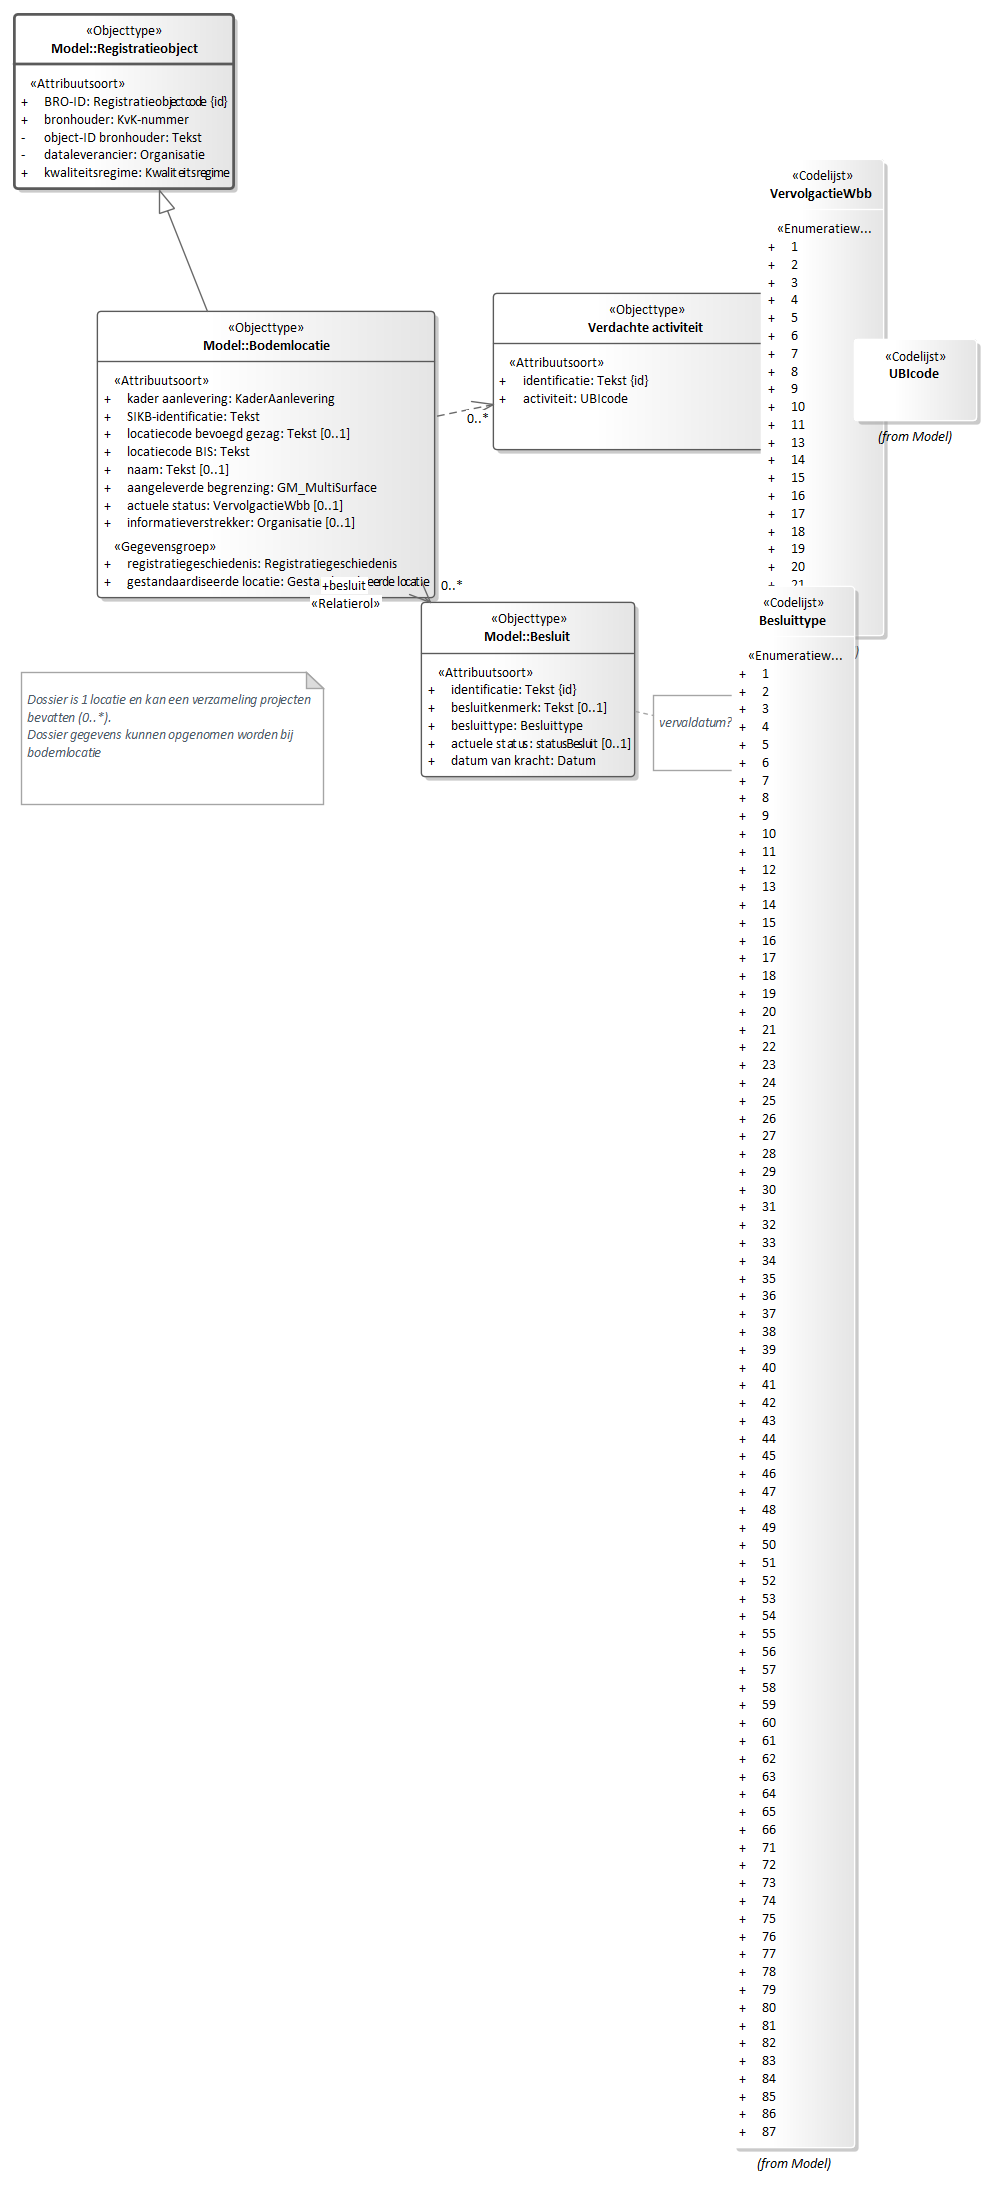 «Objecttype»
Model::Registratieobject
«Attribuutsoort»
+ BRO-ID: Registratieobjectcode {id}
+ bronhouder: KvK-nummer
- object-ID bronhouder: Tekst
- dataleverancier: Organisatie
+ kwaliteitsregime: Kwaliteitsregime
«Objecttype»
Model::Bodemlocatie
«Attribuutsoort»
+ kader aanlevering: KaderAanlevering
+ SIKB-identificatie: Tekst
+ locatiecode bevoegd gezag: Tekst [0..1]
+ locatiecode BIS: Tekst
+ naam: Tekst [0..1]
+ aangeleverde begrenzing: GM_MultiSurface
+ actuele status: VervolgactieWbb [0..1]
+ informatieverstrekker: Organisatie [0..1]
«Gegevensgroep»
+ registratiegeschiedenis: Registratiegeschiedenis
+ gestandaardiseerde locatie: Gesta eerde locatie
+besluit
«Relatierol»
0..*
0..*
«Objecttype»
Verdachte activiteit
«Attribuutsoort»
+ identificatie: Tekst {id}
+ activiteit: UBIcode
«Objecttype»
Model::Besluit
«Attribuutsoort»
+ identificatie: Tekst {id}
+ besluitkenmerk: Tekst [0..1]
+ besluittype: Besluittype
+ actuele status: statusBesluit [0..1]
+ datum van kracht: Datum
vervaldatum?
Dossier is 1 locatie en kan een verzameling projecten
bevatten (0..*).
Dossier gegevens kunnen opgenomen worden bij
bodemlocatie
«Codelijst»
VervolgactieWbb
«Enumeratiew...
+ 1
+ 2
+ 3
+ 4
+ 5
+ 6
+ 7
+ 8
+ 9
+ 10
+ 11
+ 13
+ 14
+ 15
+ 16
+ 17
+ 18
+ 19
+ 20
+ 21
)
«Codelijst»
UBIcode
(from Model)
«Codelijst»
Besluittype
«Enumeratiew...
+ 1
+ 2
+ 3
+ 4
+ 5
+ 6
+ 7
+ 8
+ 9
+ 10
+ 11
+ 12
+ 13
+ 14
+ 15
+ 16
+ 17
+ 18
+ 19
+ 20
+ 21
+ 22
+ 23
+ 24
+ 25
+ 26
+ 27
+ 28
+ 29
+ 30
+ 31
+ 32
+ 33
+ 34
+ 35
+ 36
+ 37
+ 38
+ 39
+ 40
+ 41
+ 42
+ 43
+ 44
+ 45
+ 46
+ 47
+ 48
+ 49
+ 50
+ 51
+ 52
+ 53
+ 54
+ 55
+ 56
+ 57
+ 58
+ 59
+ 60
+ 61
+ 62
+ 63
+ 64
+ 65
+ 66
+ 71
+ 72
+ 73
+ 74
+ 75
+ 76
+ 77
+ 78
+ 79
+ 80
+ 81
+ 82
+ 83
+ 84
+ 85
+ 86
+ 87
(from Model)